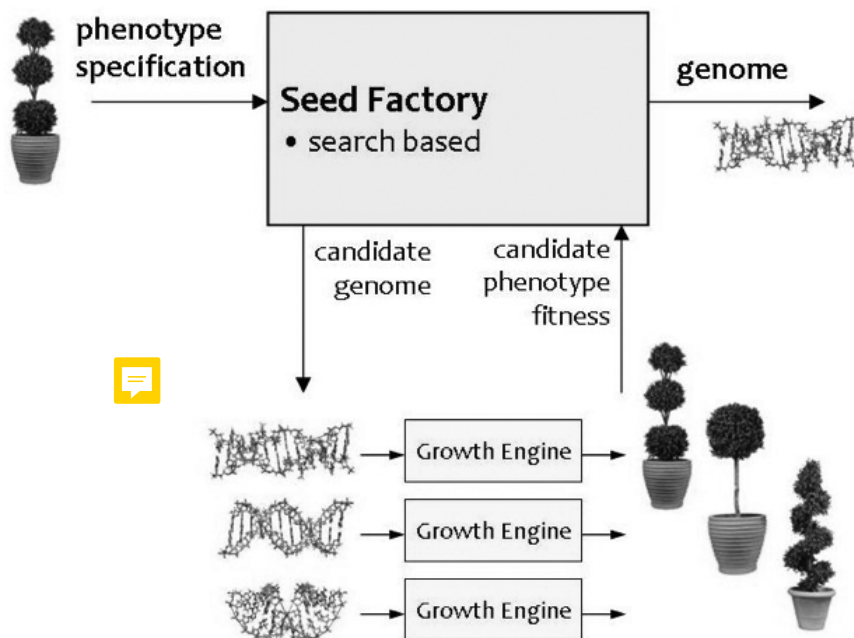 phenotype
specification
Seed Factory
• search based
genome
candidate
genome
candidate
phenotype
fitness
Growth Engine
Growth Engine
Growth Engine